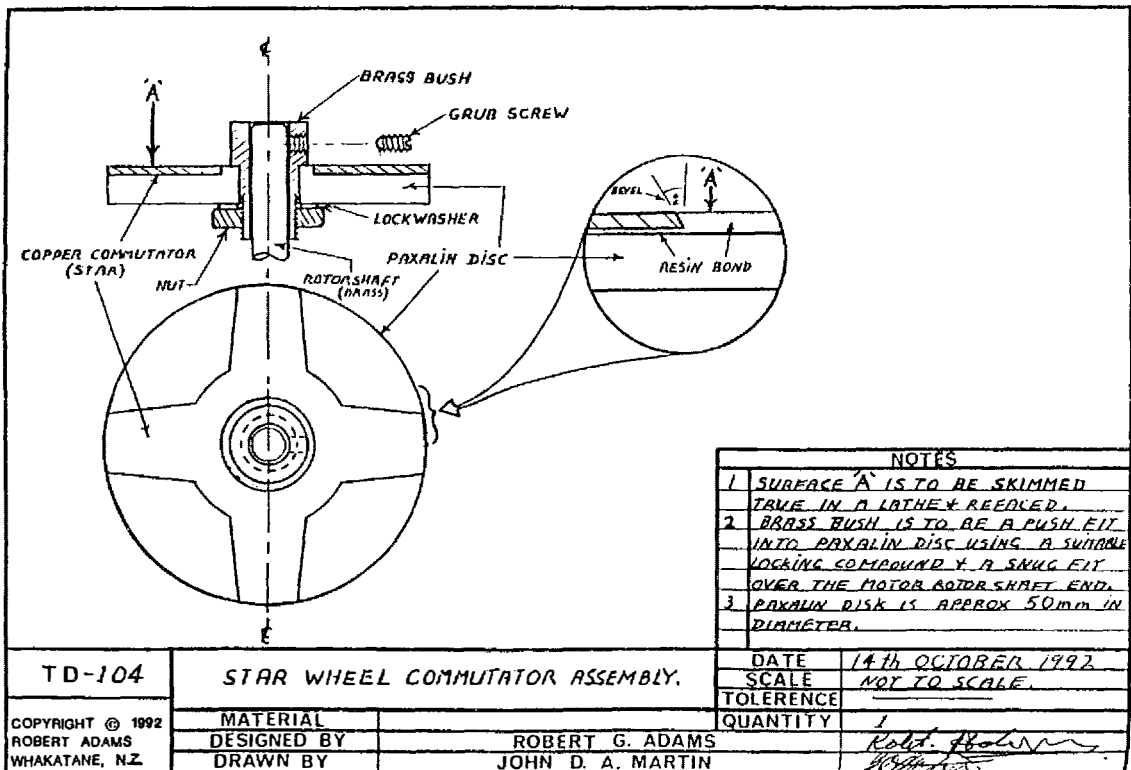 ℄
'A'
BRASS BUSH
GRUB SCREW
LOCKWASHER
COPPER COMMUTATOR
(STAR)
NUT
ROTORSHAFT
(BRASS)
PAXALIN DISC
BEVEL
'A'
RESIN BOND
℄
NOTES
1 SURFACE 'A' IS TO BE SKIMMED
TRUE IN A LATHE & REFACED.
2 BRASS BUSH IS TO BE A PUSH FIT
INTO PAXALIN DISC USING A SUITABLE
LOCKING COMPOUND & A SNUG FIT
OVER THE MOTOR ROTOR SHAFT END.
3 PAXALIN DISK IS APPROX 50mm IN
DIAMETER.
TD-104
STAR WHEEL COMMUTATOR ASSEMBLY.
DATE 14th OCTOBER 1992
SCALE NOT TO SCALE.
TOLERENCE
QUANTITY 1
COPYRIGHT © 1992
ROBERT ADAMS
WHAKATANE, N.Z.
MATERIAL
DESIGNED BY ROBERT G. ADAMS
DRAWN BY JOHN D. A. MARTIN